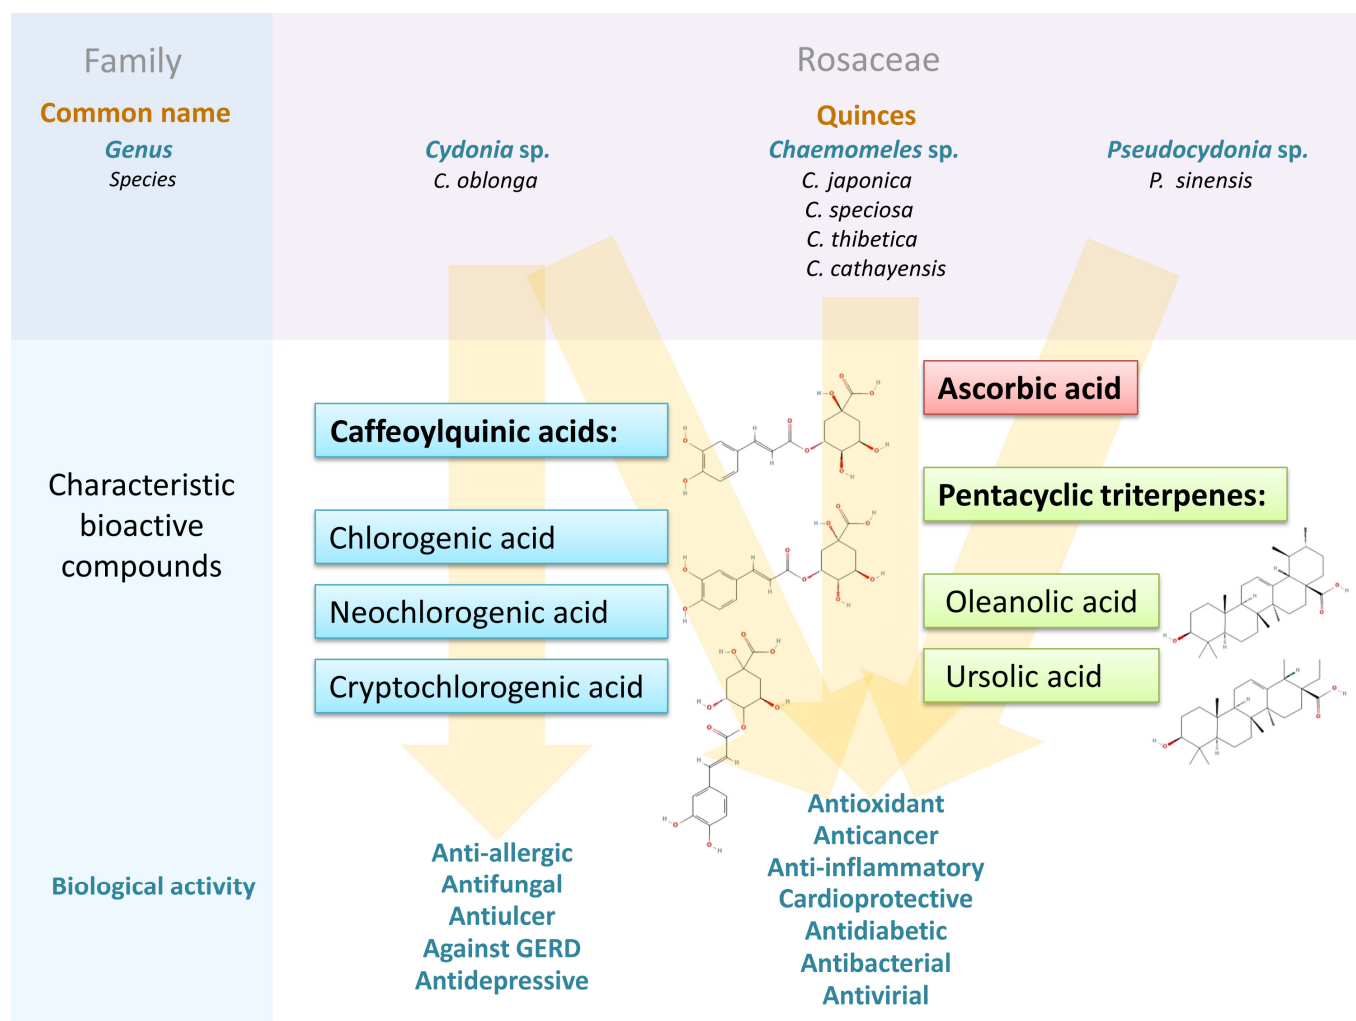 Family
Rosaceae
Common name
Quinces
Genus
Cydonia sp.
Chaemomeles sp.
Pseudocydonia sp.
Species
C. oblonga
C. japonica
P. sinensis
C. speciosa
C. thibetica
C. cathayensis
Characteristic
bioactive
compounds
Caffeoylquinic acids:
Chlorogenic acid
Neochlorogenic acid
Cryptochlorogenic acid
Ascorbic acid
Pentacyclic triterpenes:
Oleanolic acid
Ursolic acid
Biological activity
Anti-allergic
Antifungal
Antiulcer
Against GERD
Antidepressive
Antioxidant
Anticancer
Anti-inflammatory
Cardioprotective
Antidiabetic
Antibacterial
Antivirial